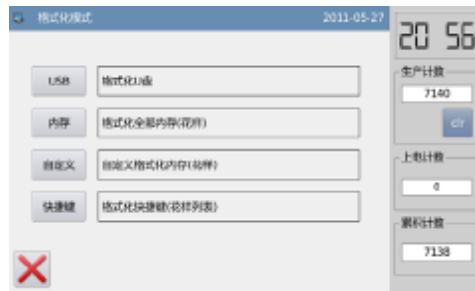 格式化模式 2011-05-27
20 56
USB 格式化U盘
内存 格式化全部内存(花样)
自定义 自定义格式化内存(花样)
快捷键 格式化快捷键(花样列表)
生产计数
7140
clr
上电计数
0
累积计数
7138